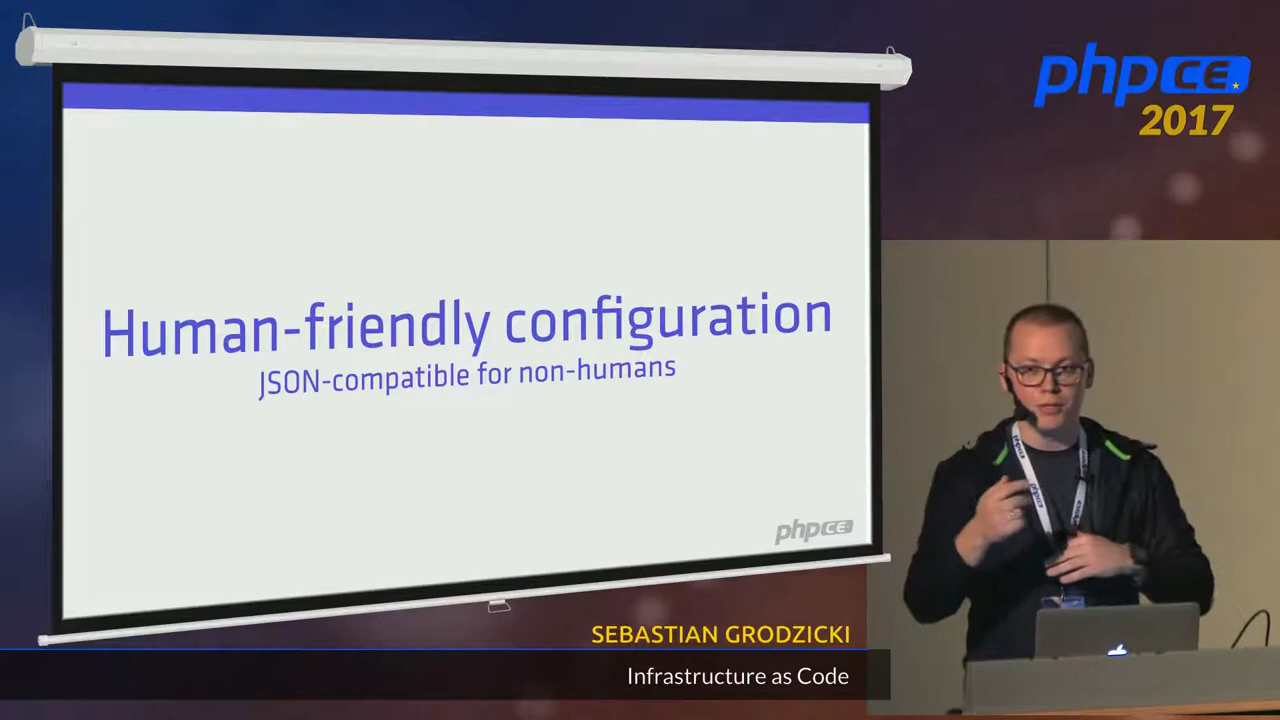 phpCE
2017
Human-friendly configuration
JSON-compatible for non-humans
phpCE
SEBASTIAN GRODZICKI
Infrastructure as Code